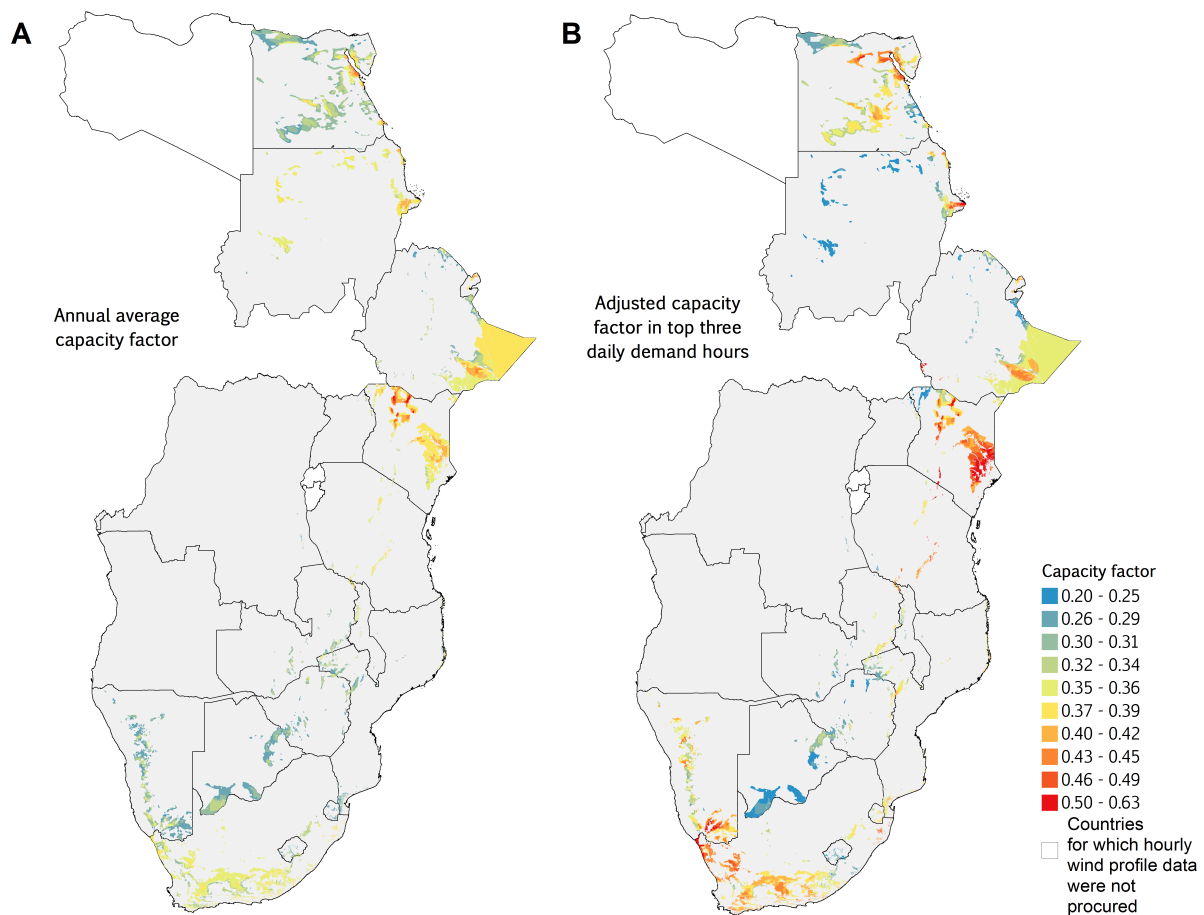 A
B
Annual average
capacity factor
Adjusted capacity
factor in top three
daily demand hours
Capacity factor
0.20 - 0.25
0.26 - 0.29
0.30 - 0.31
0.32 - 0.34
0.35 - 0.36
0.37 - 0.39
0.40 - 0.42
0.43 - 0.45
0.46 - 0.49
0.50 - 0.63
Countries
for which hourly
wind profile data
were not
procured